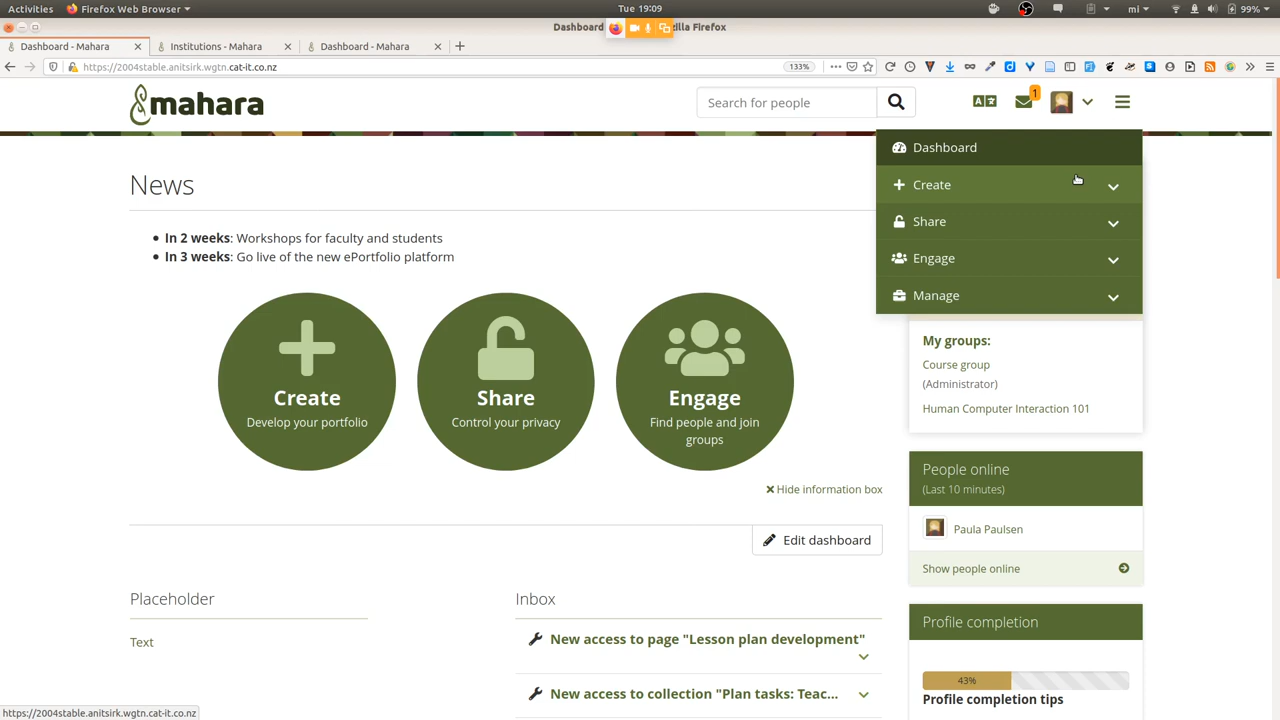 Activities Firefox Web Browser Tue 19:09 mi 99%
Dashboard zilla Firefox
Dashboard - Mahara Institutions - Mahara Dashboard - Mahara
https://2004stable.anitsirk.wgtn.cat-it.co.nz 133%
mahara
Search for people
1
Dashboard
Create
Share
Engage
Manage
News
In 2 weeks: Workshops for faculty and students
In 3 weeks: Go live of the new ePortfolio platform
Create
Develop your portfolio
Share
Control your privacy
Engage
Find people and join
groups
Hide information box
Edit dashboard
My groups:
Course group
(Administrator)
Human Computer Interaction 101
People online
(Last 10 minutes)
Paula Paulsen
Show people online
Placeholder
Text
Inbox
New access to page "Lesson plan development"
New access to collection "Plan tasks: Teac...
Profile completion
43%
Profile completion tips
https://2004stable.anitsirk.wgtn.cat-it.co.nz